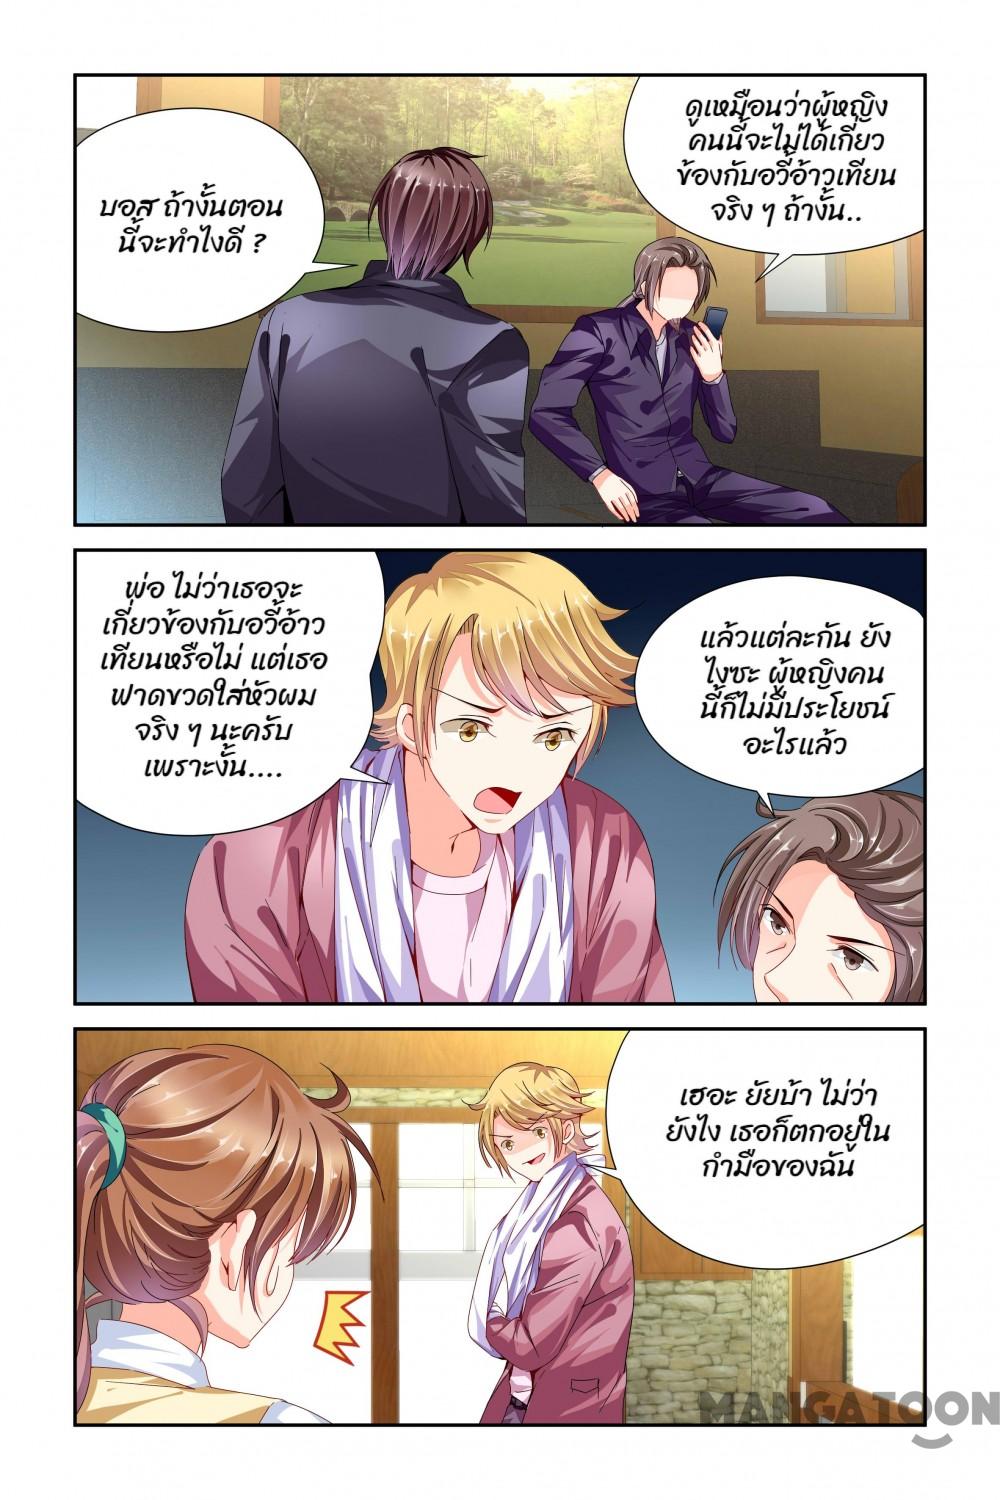 บอส ถ้างั้นตอน
นี้จะทำไงดี ?
ดูเหมือนว่าผู้หญิง
คนนี้จะไม่ได้เกี่ยว
ข้องกับอวี้อ้าวเทียน
จริง ๆ ถ้างั้น..
พ่อ ไม่ว่าเธอจะ
เกี่ยวข้องกับอวี้อ้าว
เทียนหรือไม่ แต่เธอ
ฟาดขวดใส่หัวผม
จริง ๆ นะครับ
เพราะงั้น....
แล้วแต่ละกัน ยัง
ไงซะ ผู้หญิงคน
นี้ก็ไม่มีประโยชน์
อะไรแล้ว
เฮอะ ยัยบ้า ไม่ว่า
ยังไง เธอก็ตกอยู่ใน
กำมือของฉัน
MANGATOON